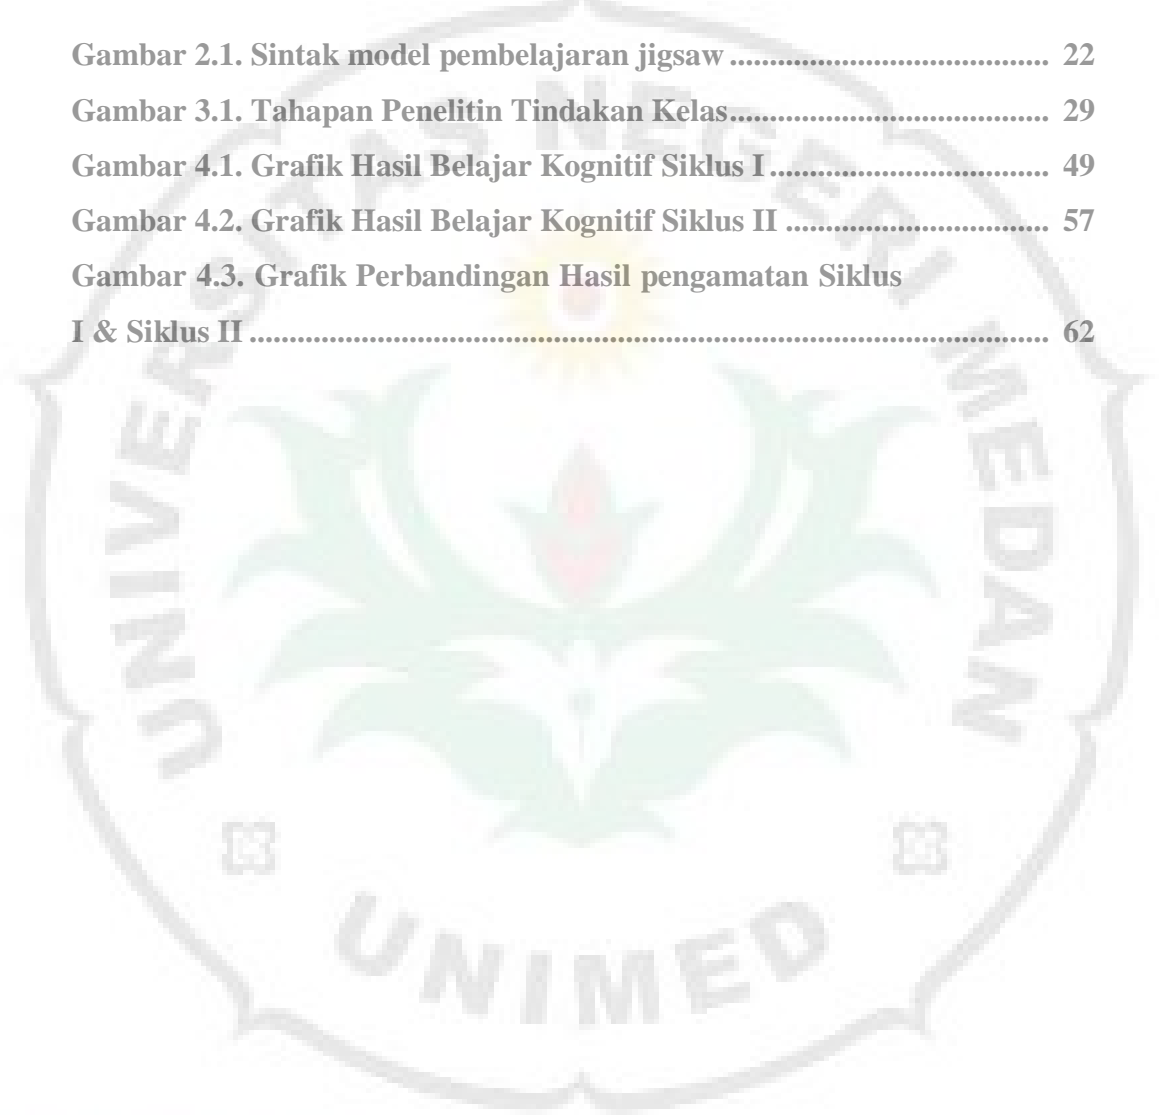 Gambar 2.1. Sintak model pembelajaran jigsaw ........................................ 22
Gambar 3.1. Tahapan Penelitin Tindakan Kelas........................................ 29
Gambar 4.1. Grafik Hasil Belajar Kognitif Siklus I ................................... 49
Gambar 4.2. Grafik Hasil Belajar Kognitif Siklus II ................................. 57
Gambar 4.3. Grafik Perbandingan Hasil pengamatan Siklus
I & Siklus II .................................................................................................... 62
UNIVERSITAS NEGERI MEDAN
UNIMED